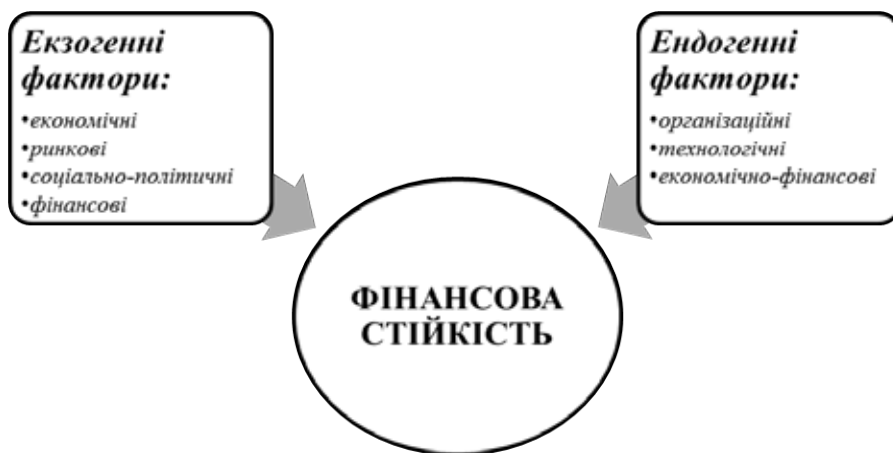 Екзогенні
фактори:
•економічні
•ринкові
•соціально-політичні
•фінансові
Ендогенні
фактори:
•організаційні
•технологічні
•економічно-фінансові
ФІНАНСОВА
СТІЙКІСТЬ